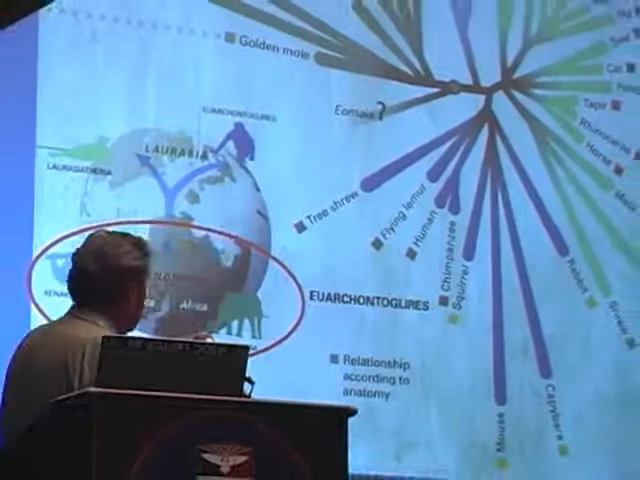 Golden mole
Eomaia?
EUARCHONTOGLIRES
LAURASIA
LAURASIATHERIA
Cat
Tapir
Rhinoceros
Horse
Tree shrew
Flying lemur
Human
Chimpanzee
Squirrel
Rabbit
Africa
EUARCHONTOGLIRES
Relationship
according to
anatomy
Mouse
Capybara